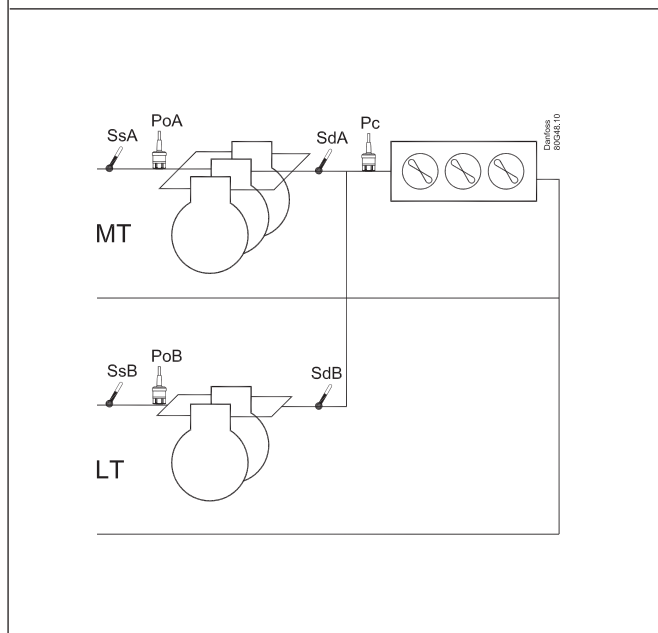 SsA
PoA
SdA
Pc
Danfoss
80G48.10
MT
SsB
PoB
SdB
LT